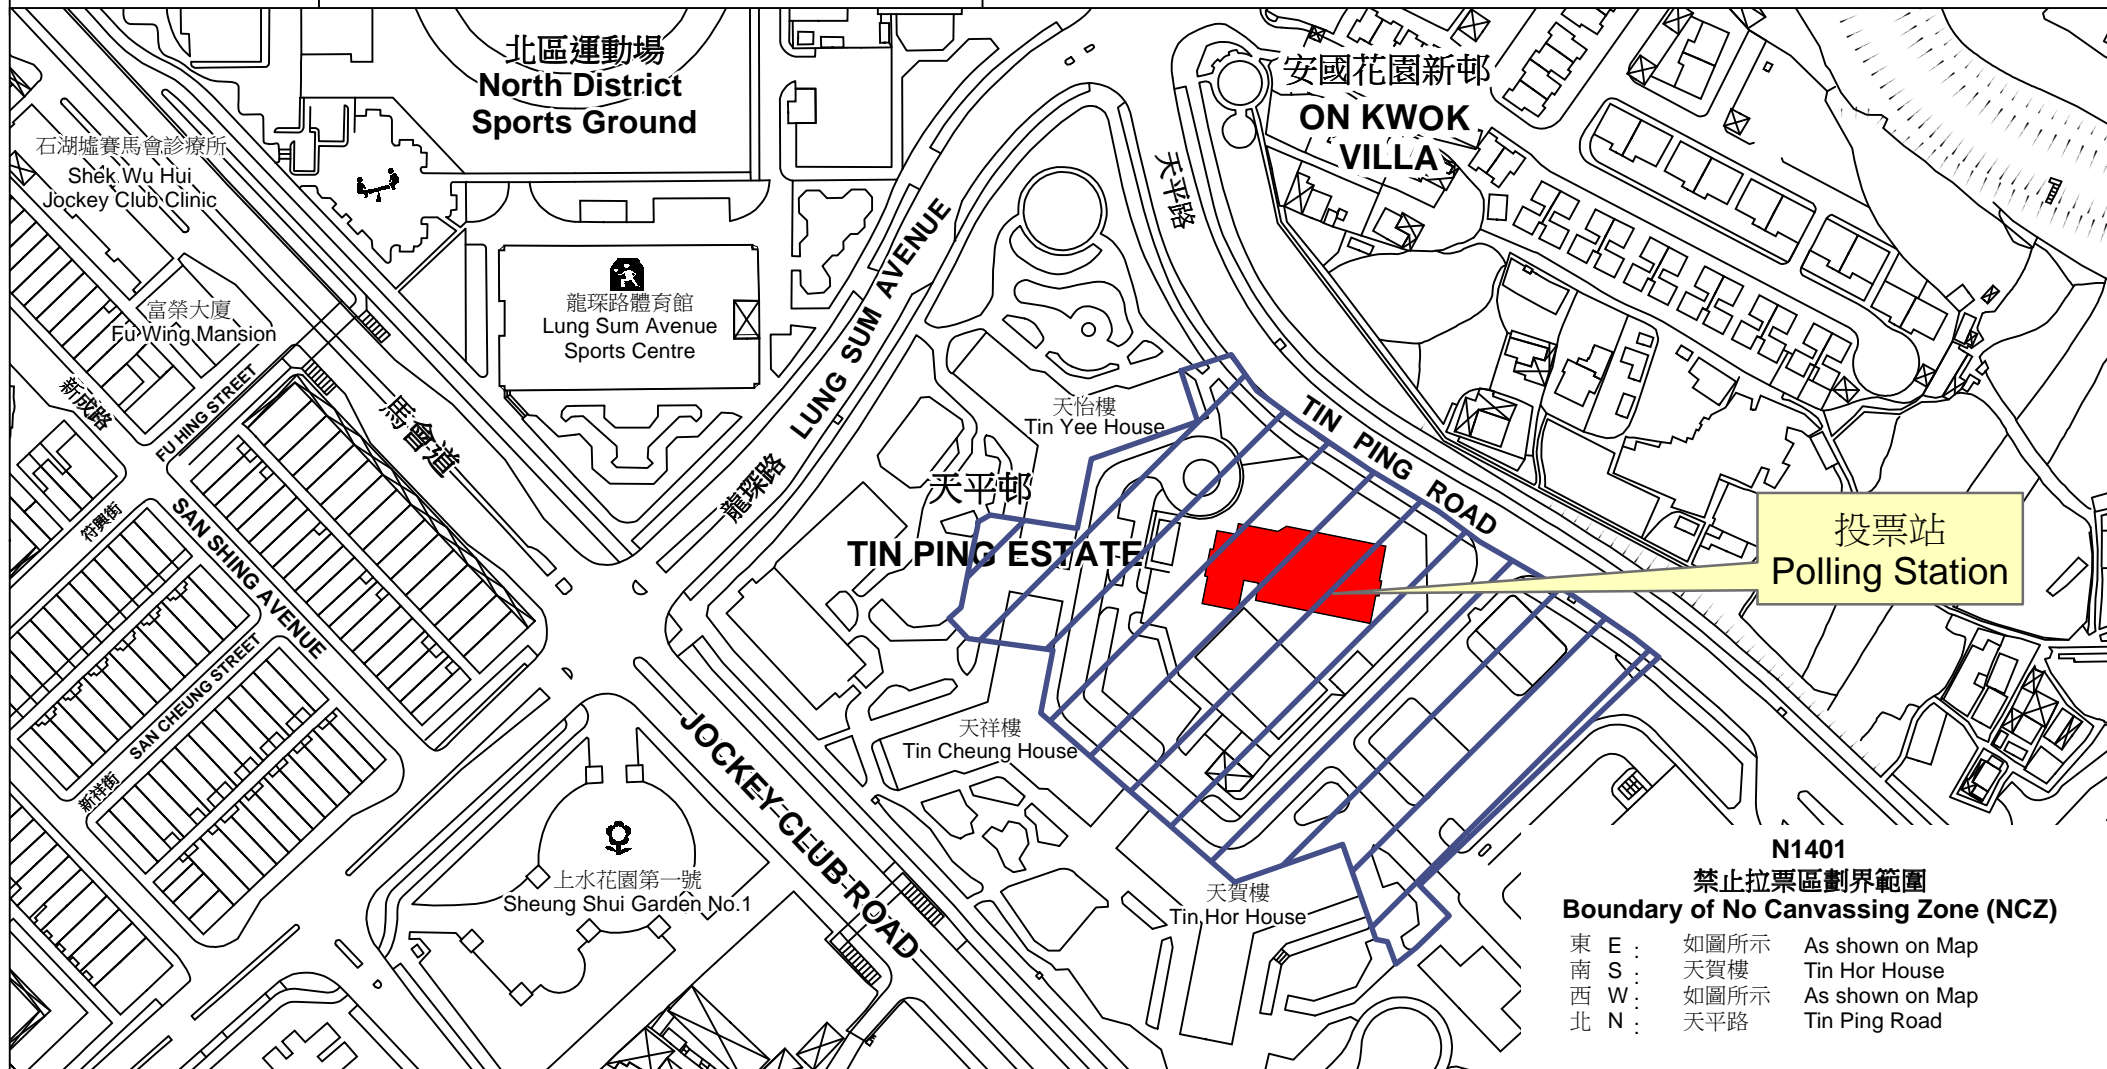 北區運動場
North District
Sports Ground
安國花園新邨
ON KWOK
VILLA
石湖墟賽馬會診療所
Shek Wu Hui
Jockey Club Clinic
天平路
富榮大廈
Fu Wing Mansion
龍琛路體育館
Lung Sum Avenue
Sports Centre
LUNG SUM AVENUE
新成路
FU HING STREET
馬會道
天怡樓
Tin Yee House
TIN PING ROAD
龍琛路
天平邨
TIN PING ESTATE
符興街
SAN SHING AVENUE
投票站
Polling Station
SAN CHEUNG STREET
新祥街
天祥樓
Tin Cheung House
JOCKEY CLUB ROAD
上水花園第一號
Sheung Shui Garden No.1
天賀樓
Tin Hor House
N1401
禁止拉票區劃界範圍
Boundary of No Canvassing Zone (NCZ)
東 E : 如圖所示 As shown on Map
南 S : 天賀樓 Tin Hor House
西 W : 如圖所示 As shown on Map
北 N : 天平路 Tin Ping Road